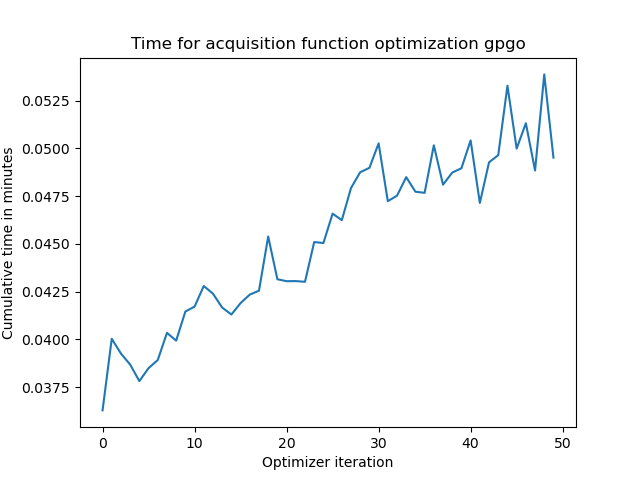 Time for acquisition function optimization gpgo
Cumulative time in minutes
0.0525
0.0500
0.0475
0.0450
0.0425
0.0400
0.0375
0 10 20 30 40 50
Optimizer iteration